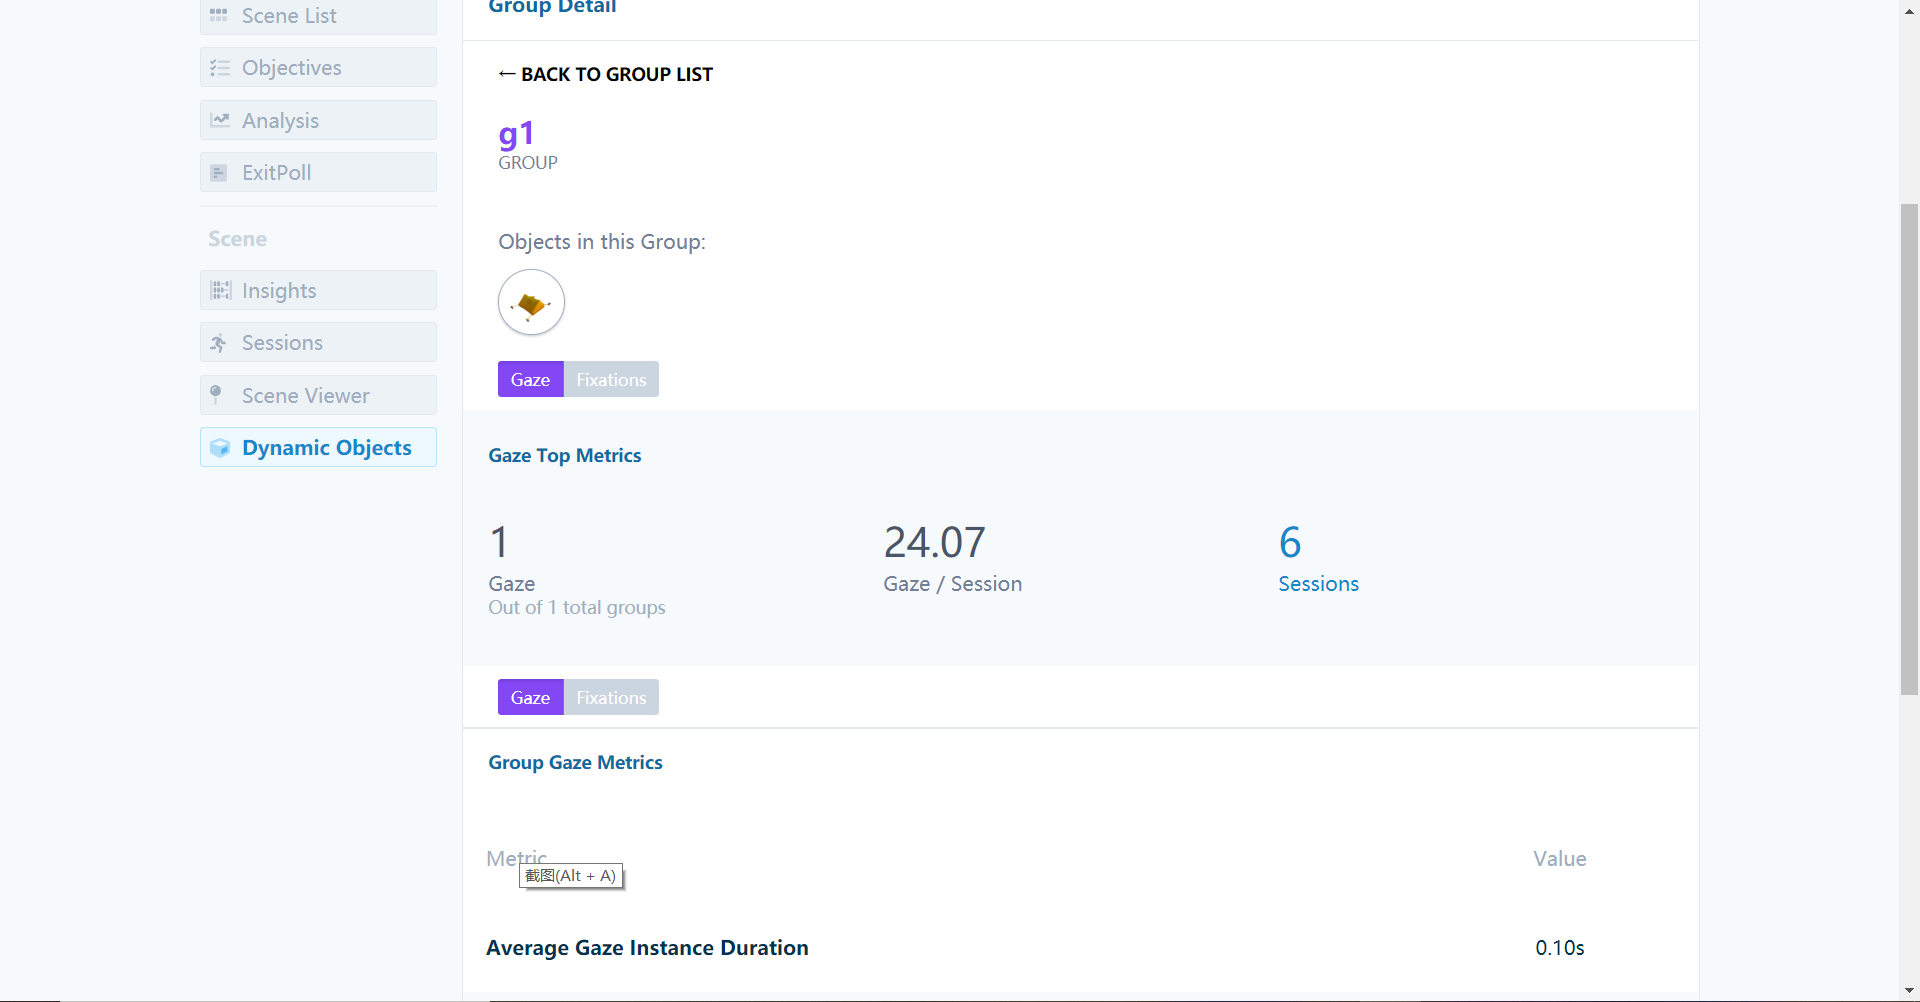 Scene List
Objectives
Analysis
ExitPoll
Scene
Insights
Sessions
Scene Viewer
Dynamic Objects
Group Detail
← BACK TO GROUP LIST
g1
GROUP
Objects in this Group:
Gaze Fixations
Gaze Top Metrics
1 24.07 6
Gaze Gaze / Session Sessions
Out of 1 total groups
Gaze Fixations
Group Gaze Metrics
Metric Value
截图(Alt + A)
Average Gaze Instance Duration 0.10s